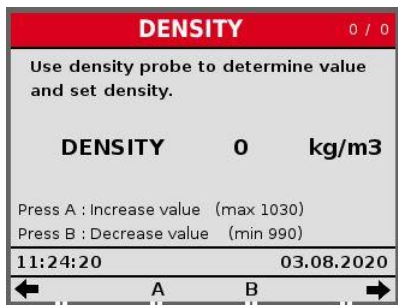 DENSITY 0 / 0
Use density probe to determine value
and set density.
DENSITY 0 kg/m3
Press A : Increase value (max 1030)
Press B : Decrease value (min 990)
11:24:20 03.08.2020
A B